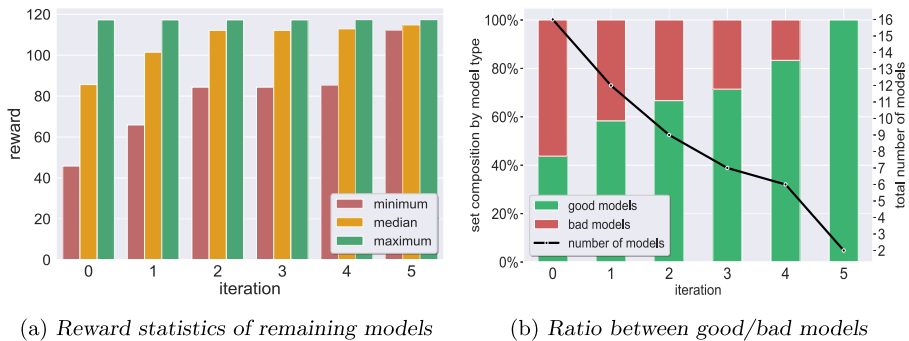 120
100
80
60
40
20
0
reward
0 1 2 3 4 5
iteration
minimum
median
maximum
100%
80%
60%
40%
20%
0%
set composition by model type
0 1 2 3 4 5
iteration
good models
bad models
number of models
16
15
14
13
12
11
10
9
8
7
6
5
4
3
2
total number of models
(a) Reward statistics of remaining models
(b) Ratio between good/bad models